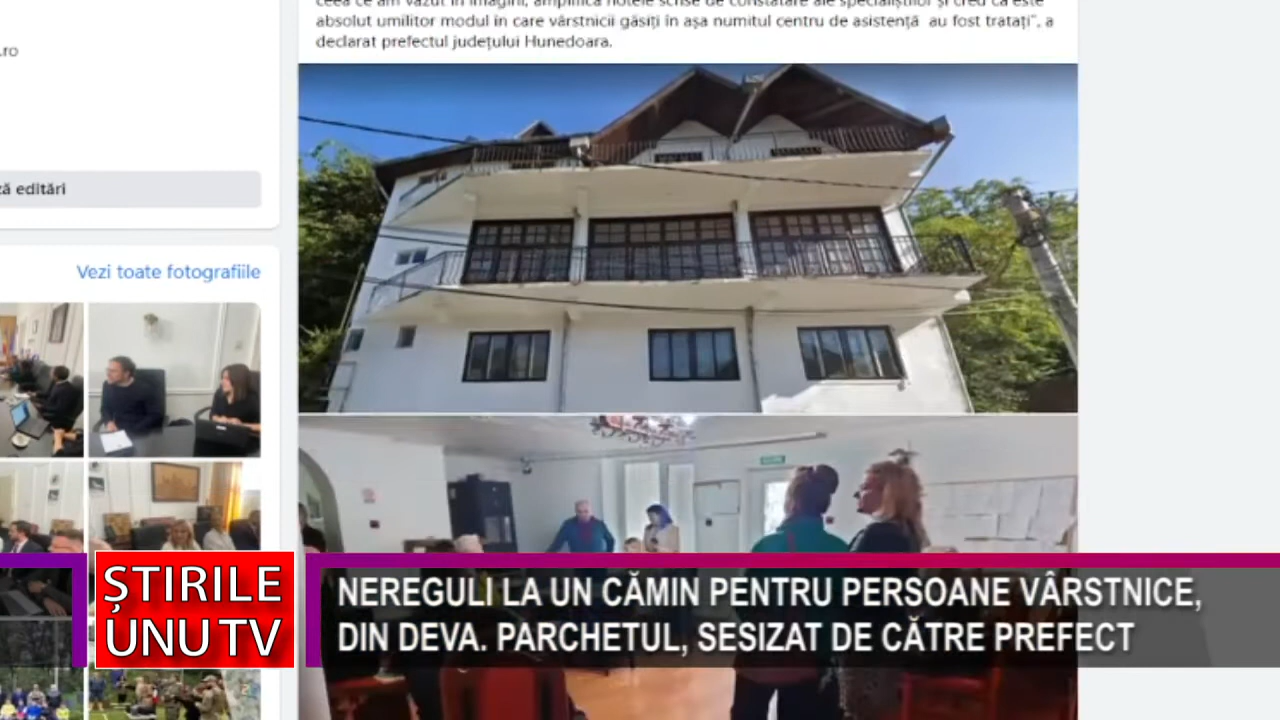 ceea ce am văzut în imagini, amplifică notele scrise de constatare ale specialiștilor și cred că este
absolut umilitor modul în care vârstnicii găsiți în așa numitul centru de asistență au fost tratați”, a
declarat prefectul județului Hunedoara.
.ro
ză editări
Vezi toate fotografiile
ȘTIRILE
UNU TV
NEREGULI LA UN CĂMIN PENTRU PERSOANE VÂRSTNICE,
DIN DEVA. PARCHETUL, SESIZAT DE CĂTRE PREFECT